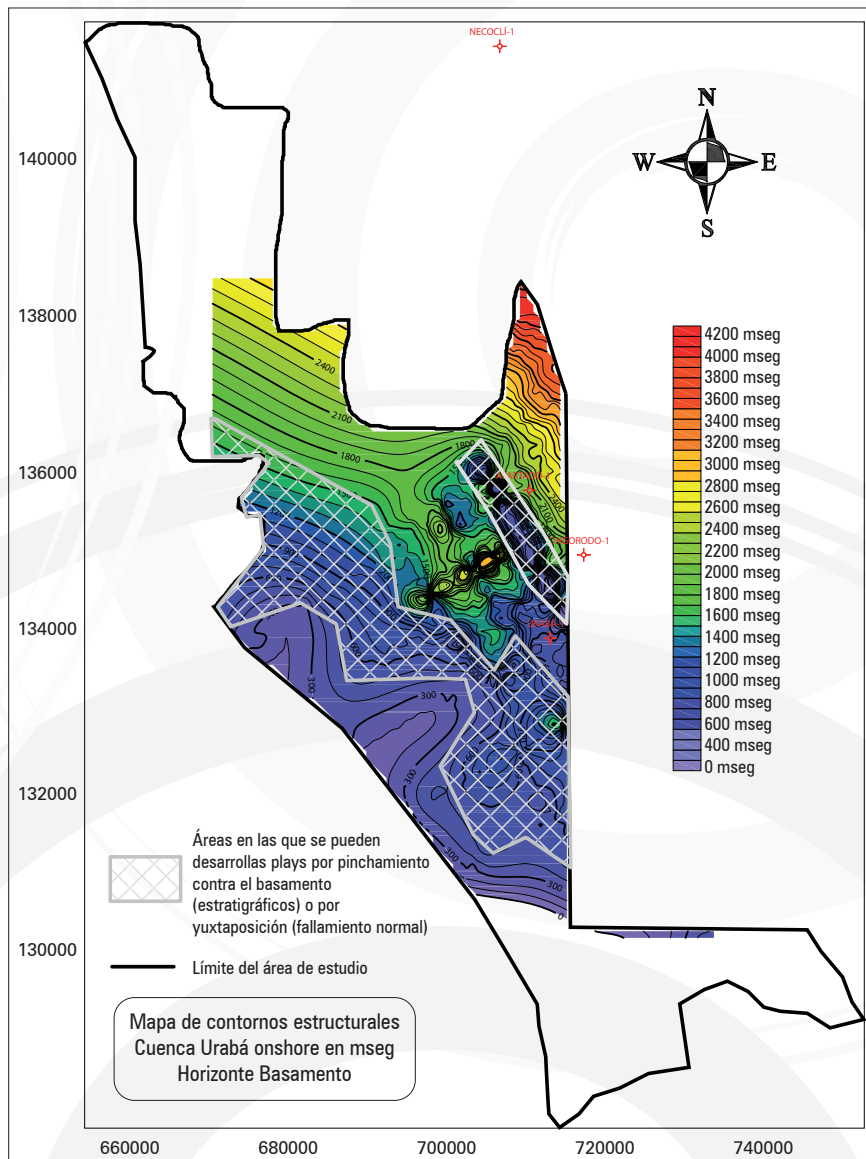 NECOCLÍ-1
N
W
E
S
140000
138000
136000
134000
132000
130000
660000
680000
700000
720000
740000
4200 mseg
4000 mseg
3800 mseg
3600 mseg
3400 mseg
3200 mseg
3000 mseg
2800 mseg
2600 mseg
2400 mseg
2200 mseg
2000 mseg
1800 mseg
1600 mseg
1400 mseg
1200 mseg
1000 mseg
800 mseg
600 mseg
400 mseg
0 mseg
2400
2100
1800
1800
1500
2400
2100
1500
300
300
300
300
300
0
Áreas en las que se pueden
desarrollas plays por pinchamiento
contra el basamento
(estratigráficos) o por
yuxtaposición (fallamiento normal)
Límite del área de estudio
Mapa de contornos estructurales
Cuenca Urabá onshore en mseg
Horizonte Basamento